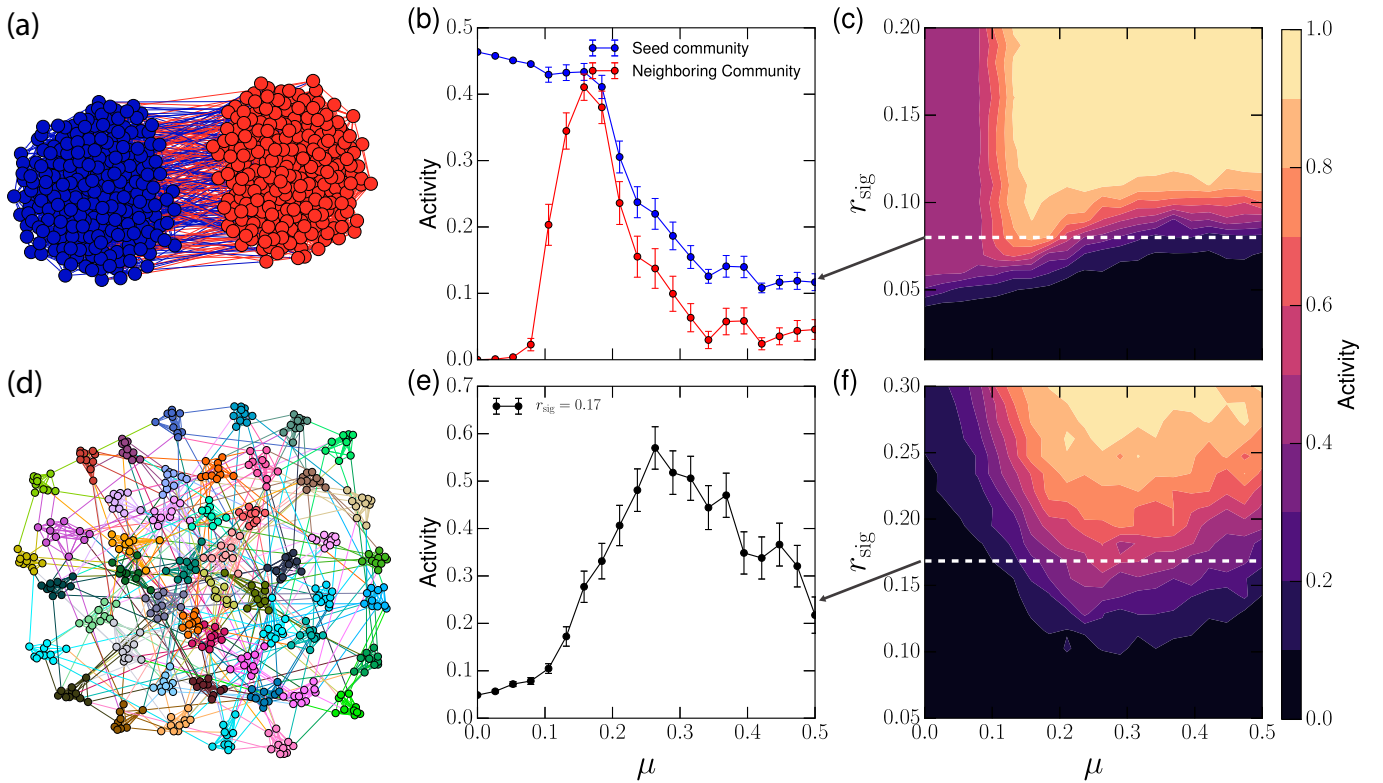 (a)
(b)
0.5
0.4
0.3
0.2
0.1
0.0
Activity
Seed community
Neighboring Community
(c)
0.20
0.15
0.10
0.05
r_sig
1.0
0.8
0.6
0.4
0.2
0.0
Activity
(d)
(e)
0.7
0.6
0.5
0.4
0.3
0.2
0.1
0.0
Activity
r_sig = 0.17
0.0 0.1 0.2 0.3 0.4 0.5
μ
(f)
0.30
0.25
0.20
0.15
0.10
0.05
r_sig
0.0 0.1 0.2 0.3 0.4 0.5
μ